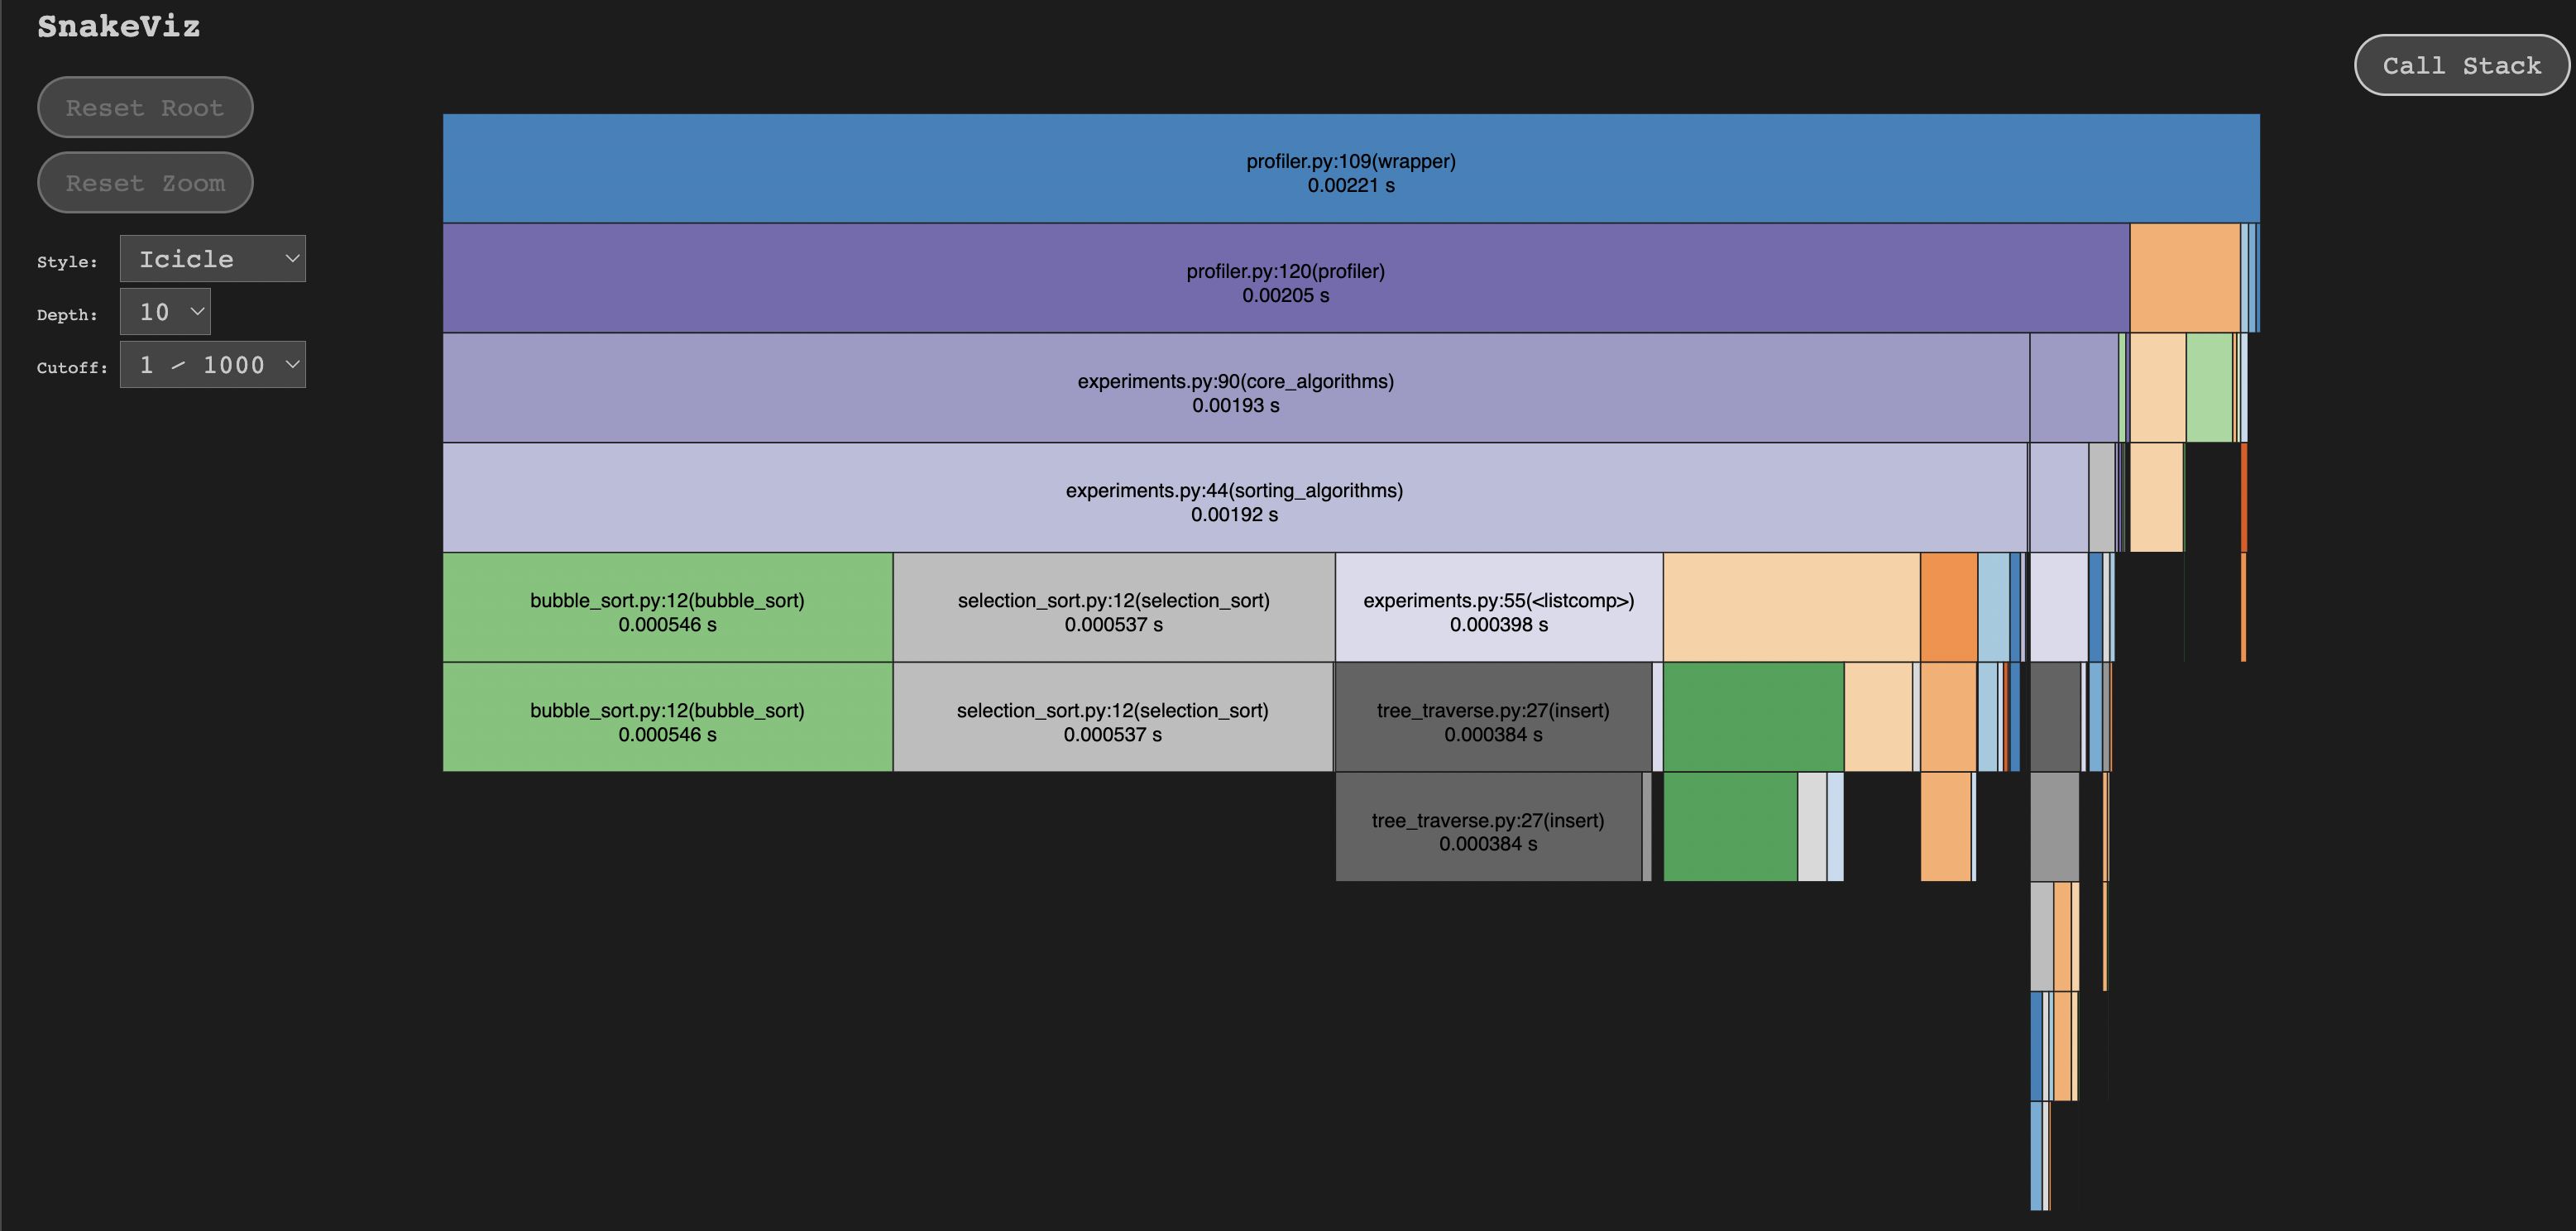 SnakeViz
Reset Root
Reset Zoom
Style: Icicle
Depth: 10
Cutoff: 1 / 1000
Call Stack
profiler.py:109(wrapper)
0.00221 s
profiler.py:120(profiler)
0.00205 s
experiments.py:90(core_algorithms)
0.00193 s
experiments.py:44(sorting_algorithms)
0.00192 s
bubble_sort.py:12(bubble_sort)
0.000546 s
selection_sort.py:12(selection_sort)
0.000537 s
experiments.py:55(<listcomp>)
0.000398 s
bubble_sort.py:12(bubble_sort)
0.000546 s
selection_sort.py:12(selection_sort)
0.000537 s
tree_traverse.py:27(insert)
0.000384 s
tree_traverse.py:27(insert)
0.000384 s